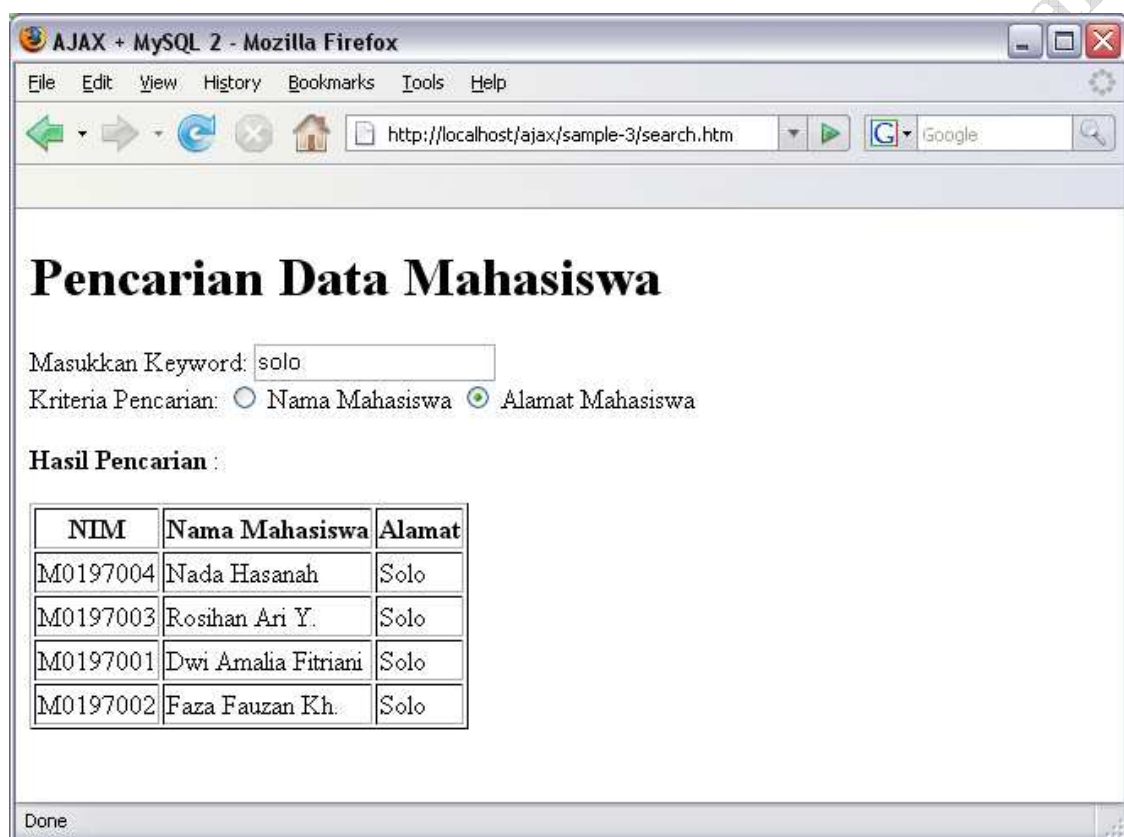 AJAX + MySQL 2 - Mozilla Firefox
File Edit View History Bookmarks Tools Help
http://localhost/ajax/sample-3/search.htm G Google
Pencarian Data Mahasiswa
Masukkan Keyword: solo
Kriteria Pencarian: Nama Mahasiswa Alamat Mahasiswa
Hasil Pencarian :
NIM Nama Mahasiswa Alamat
M0197004 Nada Hasanah Solo
M0197003 Rosihan Ari Y. Solo
M0197001 Dwi Amalia Fitriani Solo
M0197002 Faza Fauzan Kh. Solo
Done